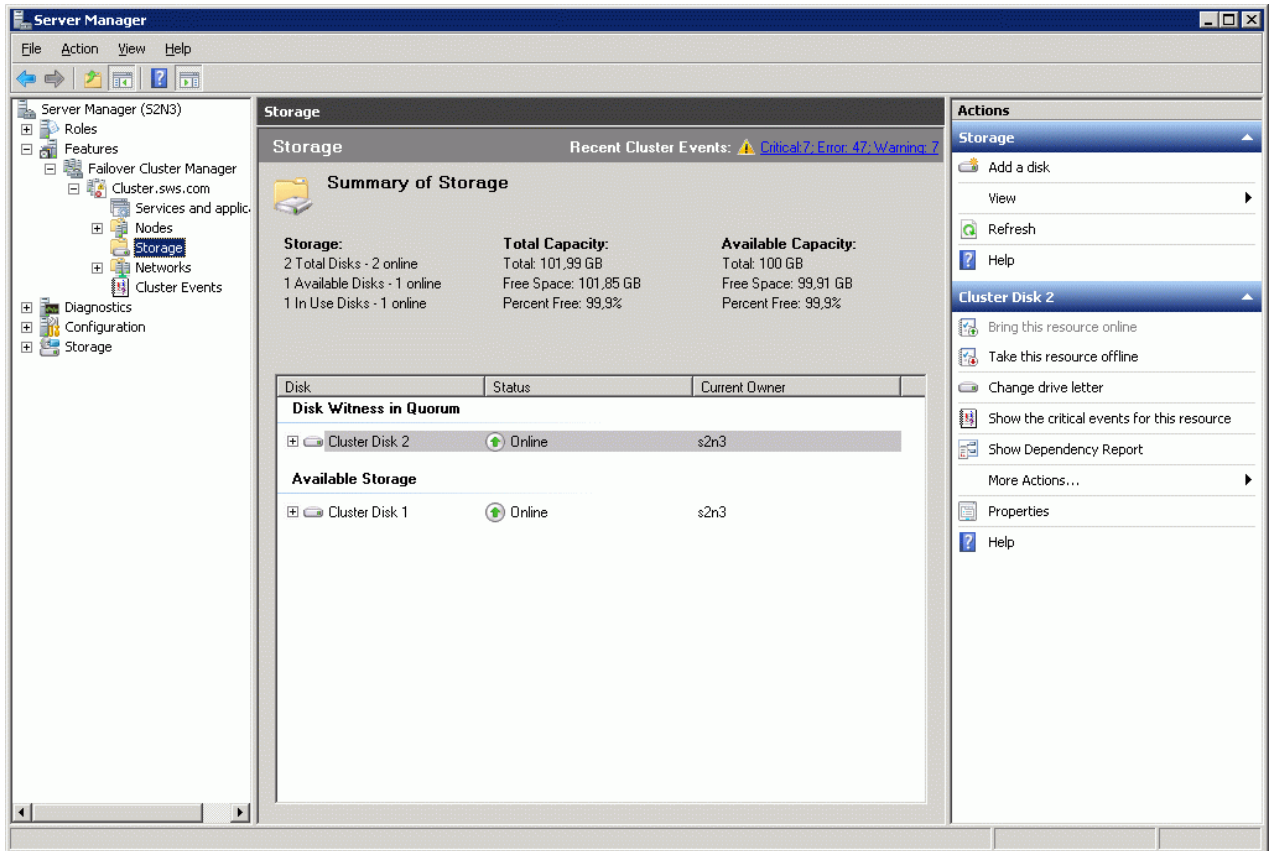 Server Manager
File Action View Help
Server Manager (S2N3)
Roles
Features
Failover Cluster Manager
Cluster.sws.com
Services and applic
Nodes
Storage
Networks
Cluster Events
Diagnostics
Configuration
Storage
Storage
Storage Recent Cluster Events: Critical:7; Error: 47; Warning: 7
Summary of Storage
Storage: Total Capacity: Available Capacity:
2 Total Disks - 2 online Total: 101,99 GB Total: 100 GB
1 Available Disks - 1 online Free Space: 101,85 GB Free Space: 99,91 GB
1 In Use Disks - 1 online Percent Free: 99,9% Percent Free: 99,9%
Disk Status Current Owner
Disk Witness in Quorum
Cluster Disk 2 Online s2n3
Available Storage
Cluster Disk 1 Online s2n3
Actions
Storage
Add a disk
View
Refresh
Help
Cluster Disk 2
Bring this resource online
Take this resource offline
Change drive letter
Show the critical events for this resource
Show Dependency Report
More Actions...
Properties
Help